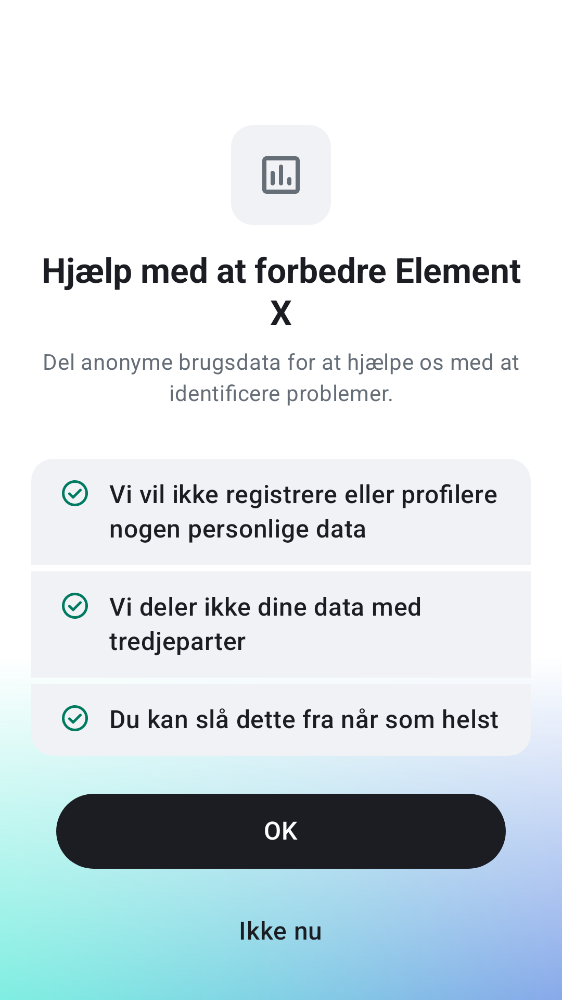 Hjælp med at forbedre Element
X
Del anonyme brugsdata for at hjælpe os med at
identificere problemer.
Vi vil ikke registrere eller profilere
nogen personlige data
Vi deler ikke dine data med
tredjeparter
Du kan slå dette fra når som helst
OK
Ikke nu